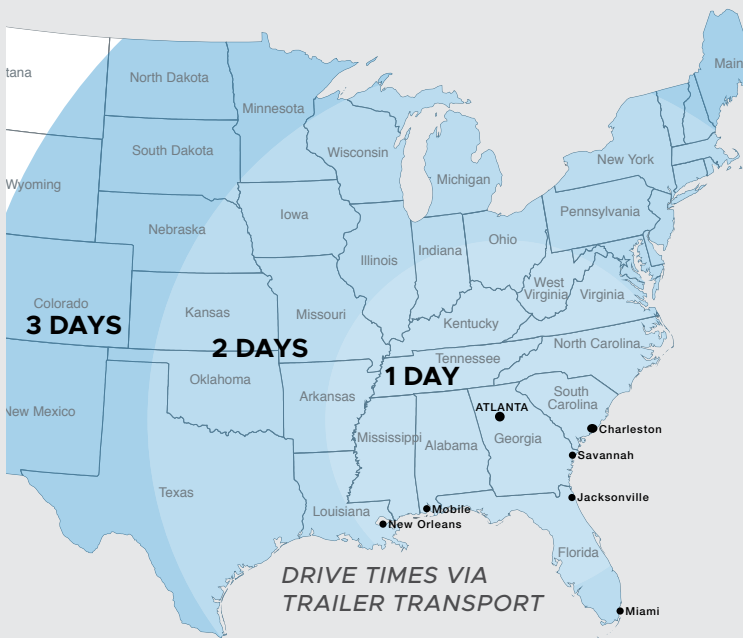 tana
North Dakota
Minnesota
Main
South Dakota
Wisconsin
New York
Michigan
Wyoming
Pennsylvania
Iowa
Nebraska
Ohio
Indiana
Illinois
West
Virginia
Virginia
Colorado
3 DAYS
Kansas
Missouri
Kentucky
2 DAYS
North Carolina
Tennessee
1 DAY
Oklahoma
Arkansas
South
Carolina
ATLANTA
New Mexico
Charleston
Mississippi
Alabama
Georgia
Savannah
Texas
Jacksonville
Louisiana
Mobile
New Orleans
Florida
DRIVE TIMES VIA
TRAILER TRANSPORT
Miami